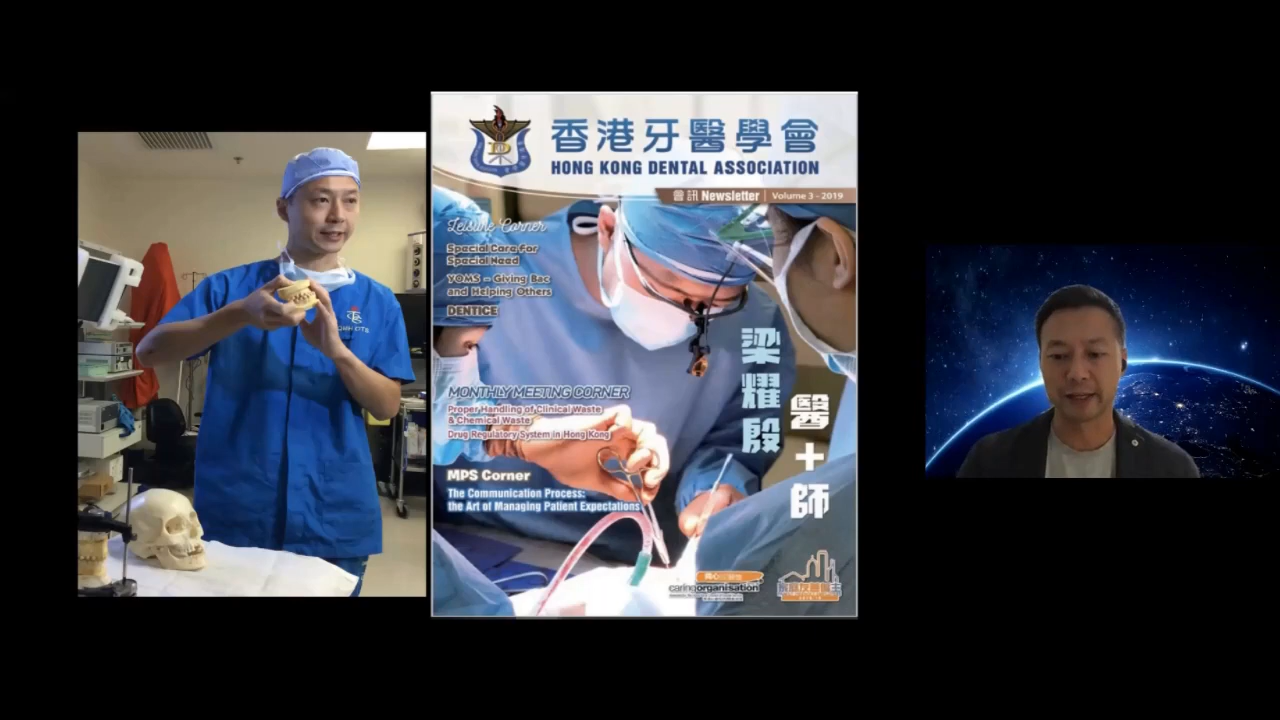 香港牙醫學會
HONG KONG DENTAL ASSOCIATION
會訊 Newsletter | Volume 3 - 2019
Leisure Corner
Special Care For
Special Need
YOMS - Giving Bac
and Helping Others
DENTICE
梁耀殷
醫士師
MONTHLY MEETING CORNER
Proper Handling of Clinical Waste
& Chemical Waste
Drug Regulatory System in Hong Kong
MPS Corner
The Communication Process:
the Art of Managing Patient Expectations
caringorganisation